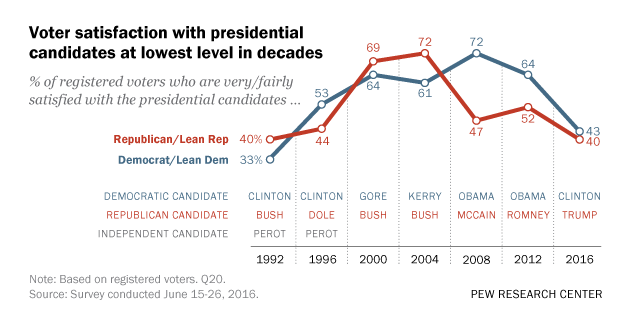 Voter satisfaction with presidential
candidates at lowest level in decades
% of registered voters who are very/fairly
satisfied with the presidential candidates ...
72
72
69
64
64
61
53
52
47
44
43
40
Republican/Lean Rep 40%
Democrat/Lean Dem 33%
DEMOCRATIC CANDIDATE CLINTON CLINTON GORE KERRY OBAMA OBAMA CLINTON
REPUBLICAN CANDIDATE BUSH DOLE BUSH BUSH MCCAIN ROMNEY TRUMP
INDEPENDENT CANDIDATE PEROT PEROT
1992 1996 2000 2004 2008 2012 2016
Note: Based on registered voters. Q20.
Source: Survey conducted June 15-26, 2016.
PEW RESEARCH CENTER